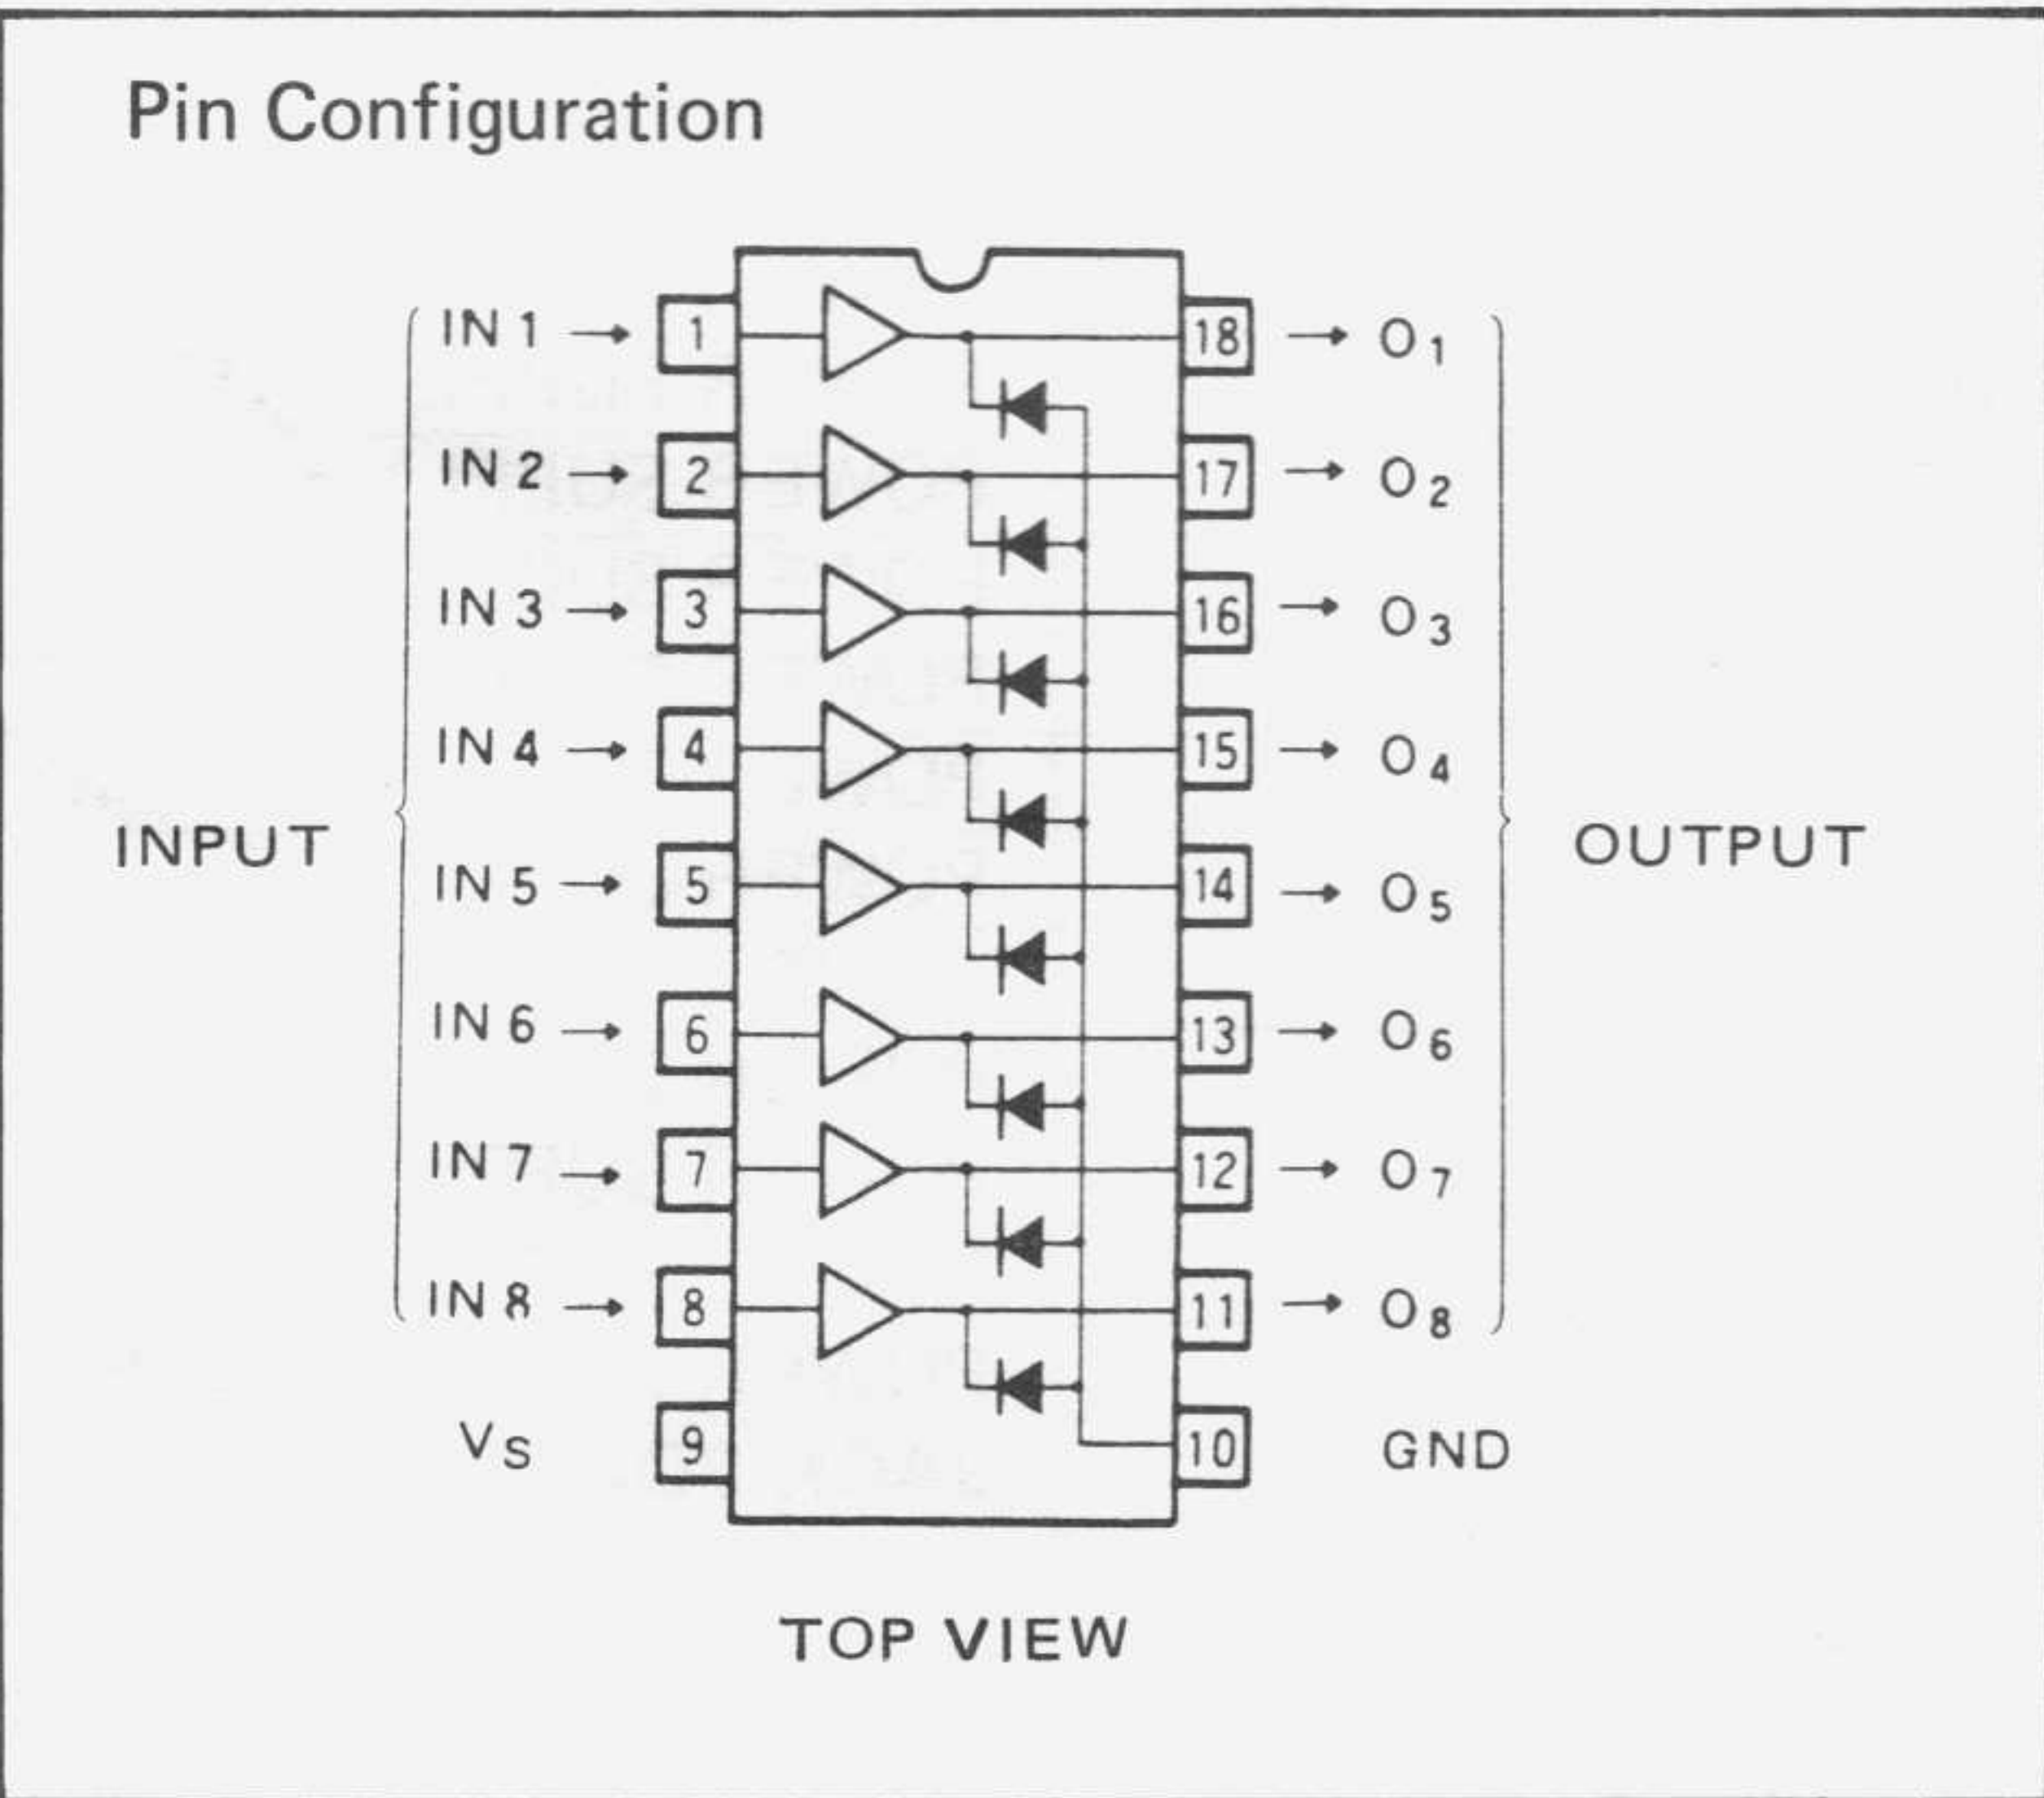 Pin Configuration
IN 1 → 1 18 → O1
IN 2 → 2 17 → O2
IN 3 → 3 16 → O3
IN 4 → 4 15 → O4
INPUT OUTPUT
IN 5 → 5 14 → O5
IN 6 → 6 13 → O6
IN 7 → 7 12 → O7
IN 8 → 8 11 → O8
VS 9 10 GND
TOP VIEW